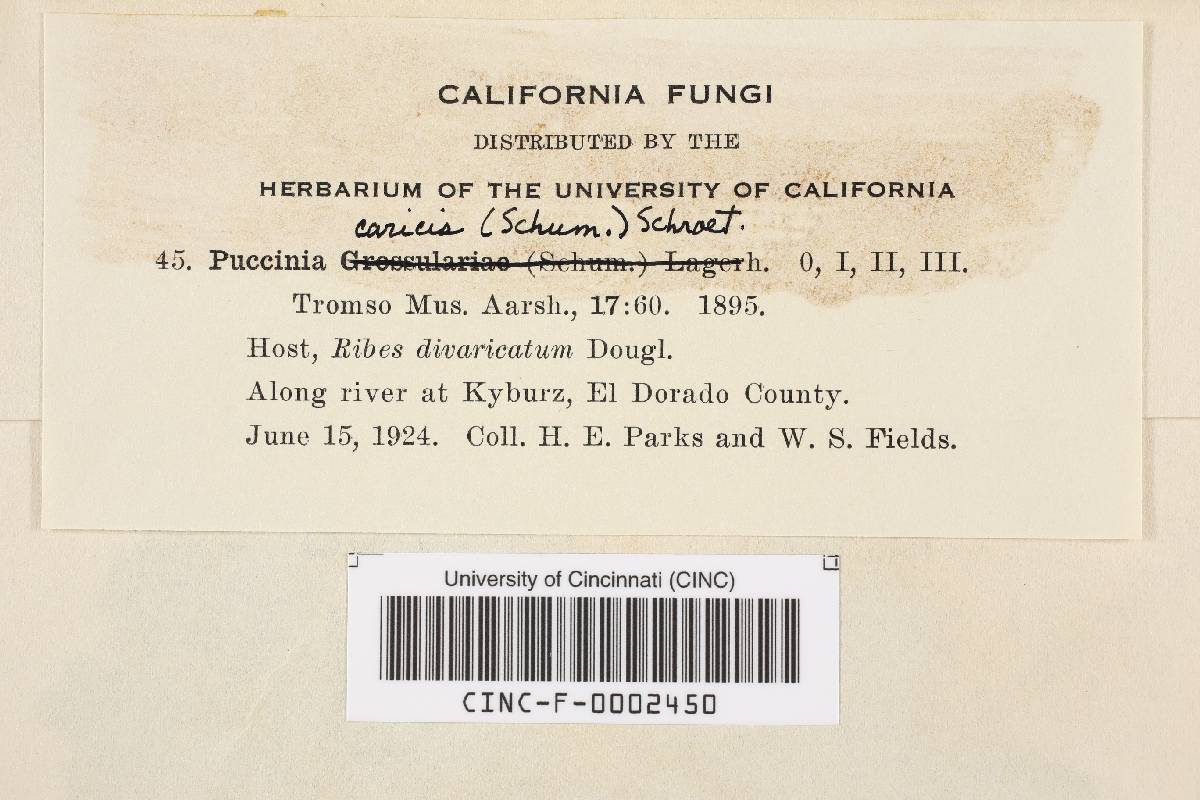 CALIFORNIA FUNGI
DISTRIBUTED BY THE
HERBARIUM OF THE UNIVERSITY OF CALIFORNIA
caricis (Schum.) Schroet.
45. Puccinia Grossulariae (Schum.) Lagerh. 0, I, II, III.
Tromso Mus. Aarsh., 17:60. 1895.
Host, Ribes divaricatum Dougl.
Along river at Kyburz, El Dorado County.
June 15, 1924. Coll. H. E. Parks and W. S. Fields.
University of Cincinnati (CINC)
CINC-F-0002450